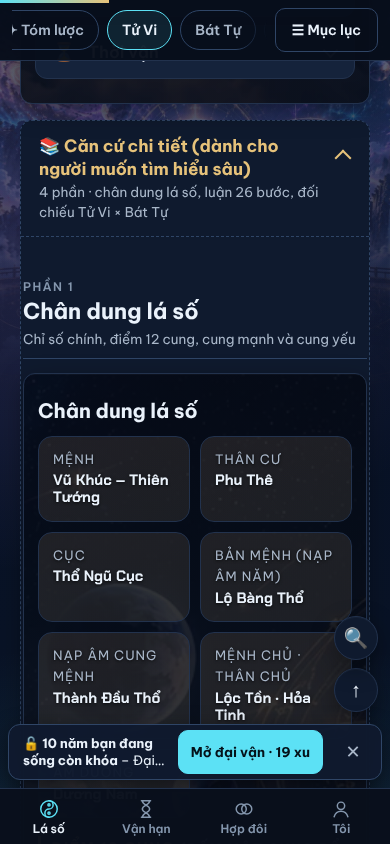 Tóm lược
Tử Vi
Bát Tự
☰ Mục lục
📚 Căn cứ chi tiết (dành cho
người muốn tìm hiểu sâu)
4 phần · chân dung lá số, luận 26 bước, đối
chiếu Tử Vi × Bát Tự
PHẦN 1
Chân dung lá số
Chỉ số chính, điểm 12 cung, cung mạnh và cung yếu
Chân dung lá số
MỆNH
Vũ Khúc — Thiên
Tướng
THÂN CƯ
Phu Thê
CỤC
Thổ Ngũ Cục
BẢN MỆNH (NẠP
ÂM NĂM)
Lộ Bàng Thổ
NẠP ÂM CUNG
MỆNH
Thành Đầu Thổ
MỆNH CHỦ ·
THÂN CHỦ
Lộc Tồn · Hỏa
Tinh
🔓 10 năm bạn đang
sống còn khóa – Đại...
Mở đại vận · 19 xu
Lá số
Vận hạn
Hợp đôi
Tôi